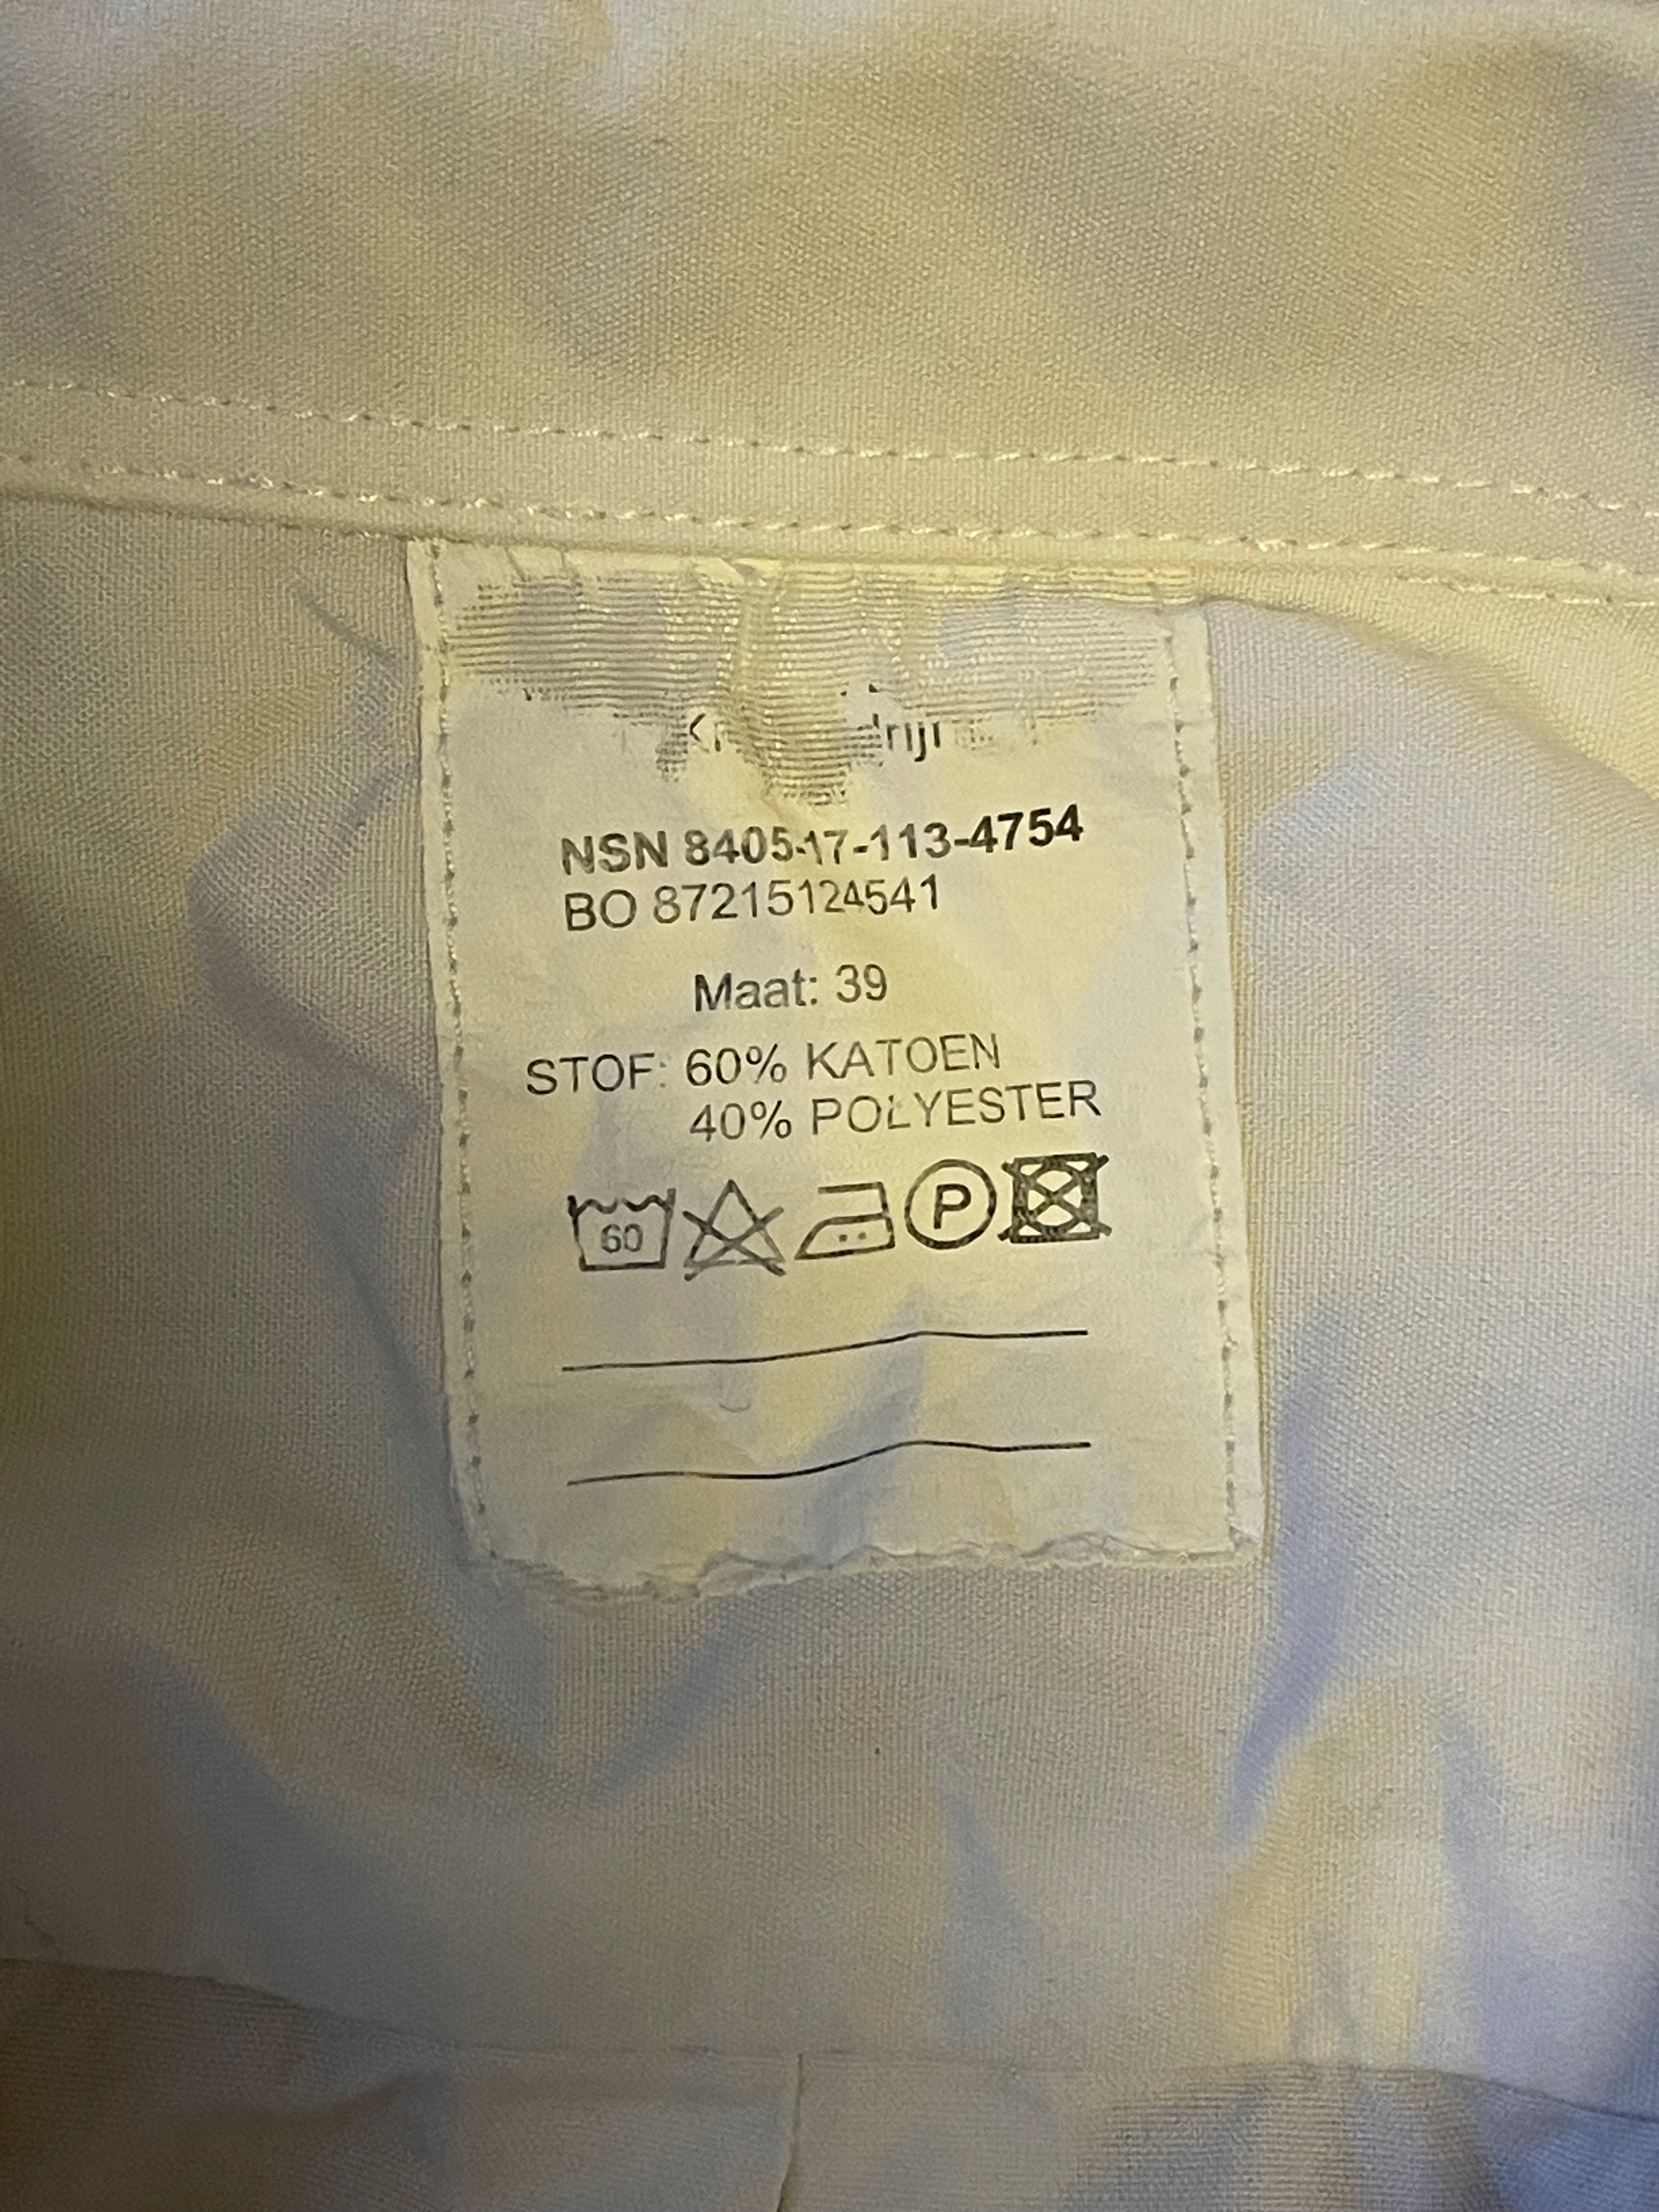 NSN 8405-17-113-4754
BO 87215124541
Maat: 39
STOF: 60% KATOEN
40% POLYESTER
60
P